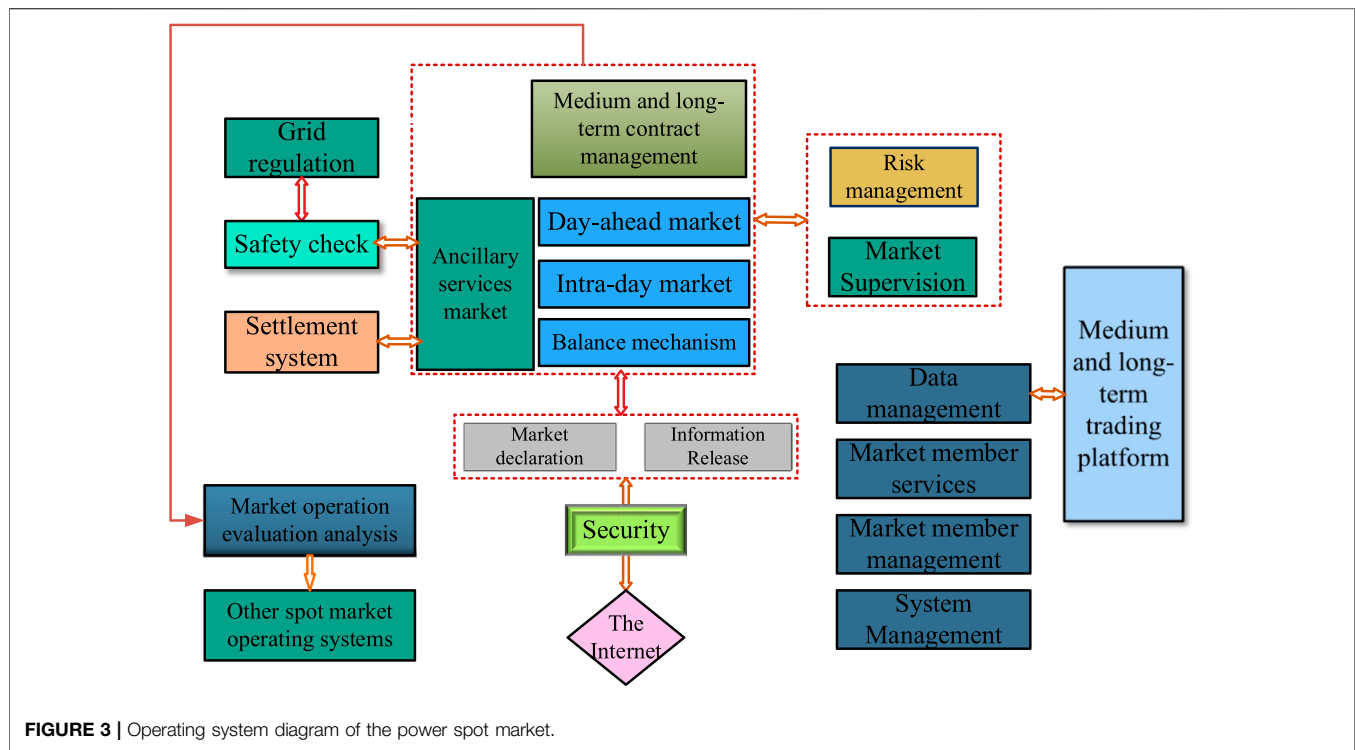 Medium and long-
term contract
management
Grid
regulation
Risk
management
Safety check
Ancillary
services
market
Day-ahead market
Market
Supervision
Intra-day market
Settlement
system
Balance mechanism
Medium
and long-
term
trading
platform
Data
management
Market
declaration
Information
Release
Market member
services
Market operation
evaluation analysis
Security
Market member
management
Other spot market
operating systems
The
Internet
System
Management
FIGURE 3 | Operating system diagram of the power spot market.